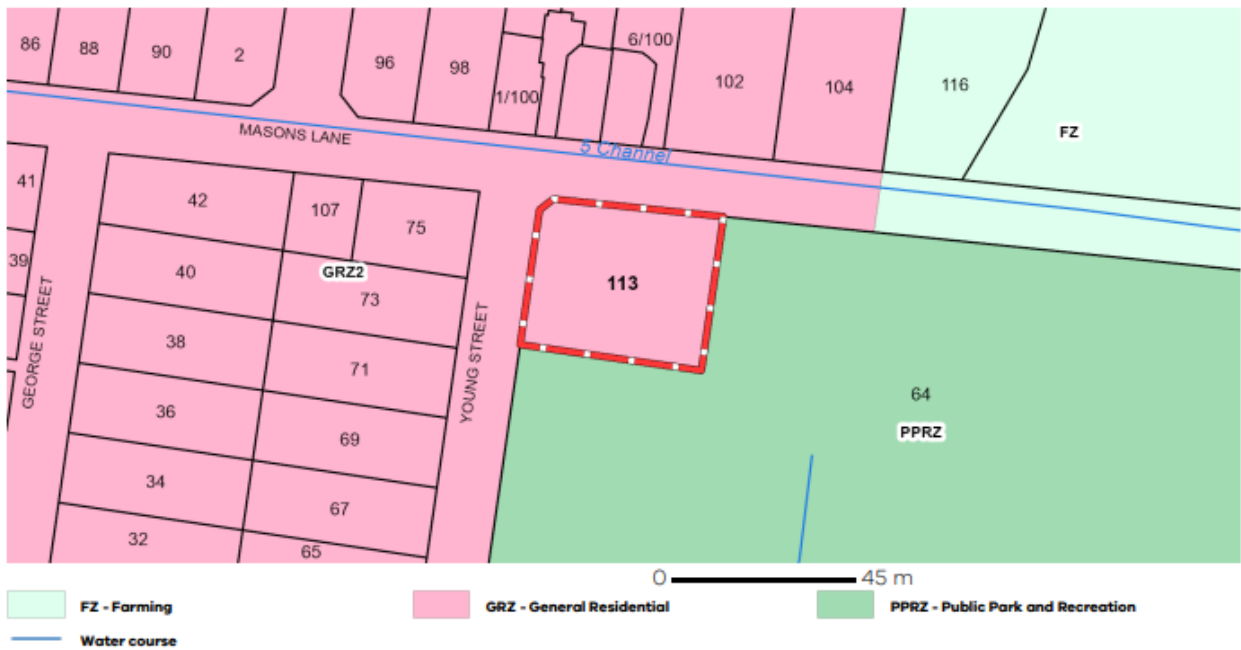 86
88
90
2
96
98
1/100
6/100
102
104
116
FZ
MASONS LANE
5 Channel
41
42
107
75
39
40
GRZ2
73
113
GEORGE STREET
38
71
YOUNG STREET
36
69
64
PPRZ
34
67
32
65
0 45 m
FZ - Farming
GRZ - General Residential
PPRZ - Public Park and Recreation
Water course